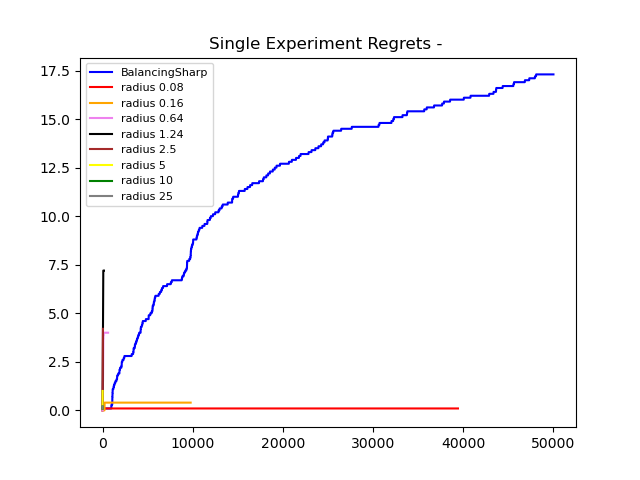 Single Experiment Regrets -
17.5
15.0
12.5
10.0
7.5
5.0
2.5
0.0
BalancingSharp
radius 0.08
radius 0.16
radius 0.64
radius 1.24
radius 2.5
radius 5
radius 10
radius 25
0 10000 20000 30000 40000 50000